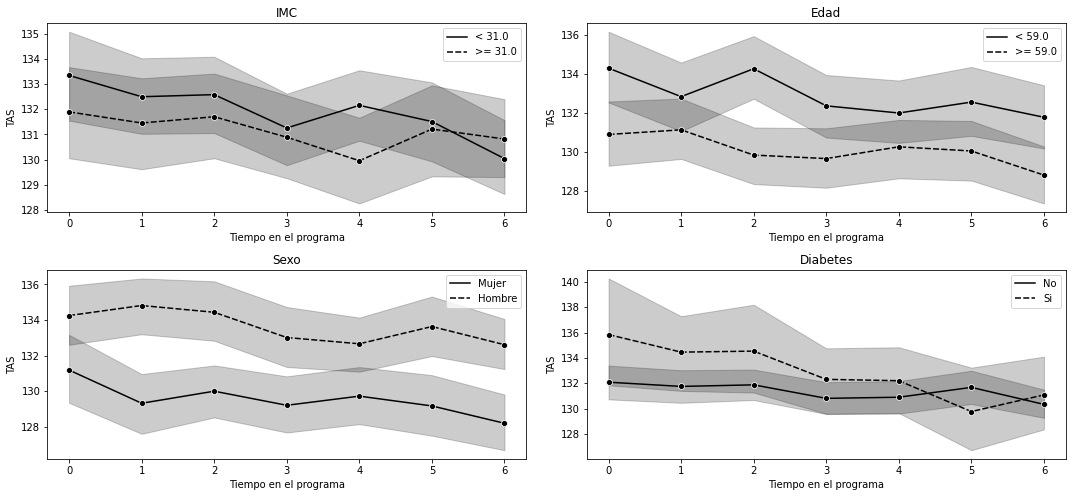 IMC
TAS
135
134
133
132
131
130
129
128
< 31.0
>= 31.0
0 1 2 3 4 5 6
Tiempo en el programa
Edad
TAS
136
134
132
130
128
< 59.0
>= 59.0
0 1 2 3 4 5 6
Tiempo en el programa
Sexo
TAS
136
134
132
130
128
Mujer
Hombre
0 1 2 3 4 5 6
Tiempo en el programa
Diabetes
TAS
140
138
136
134
132
130
128
No
Si
0 1 2 3 4 5 6
Tiempo en el programa